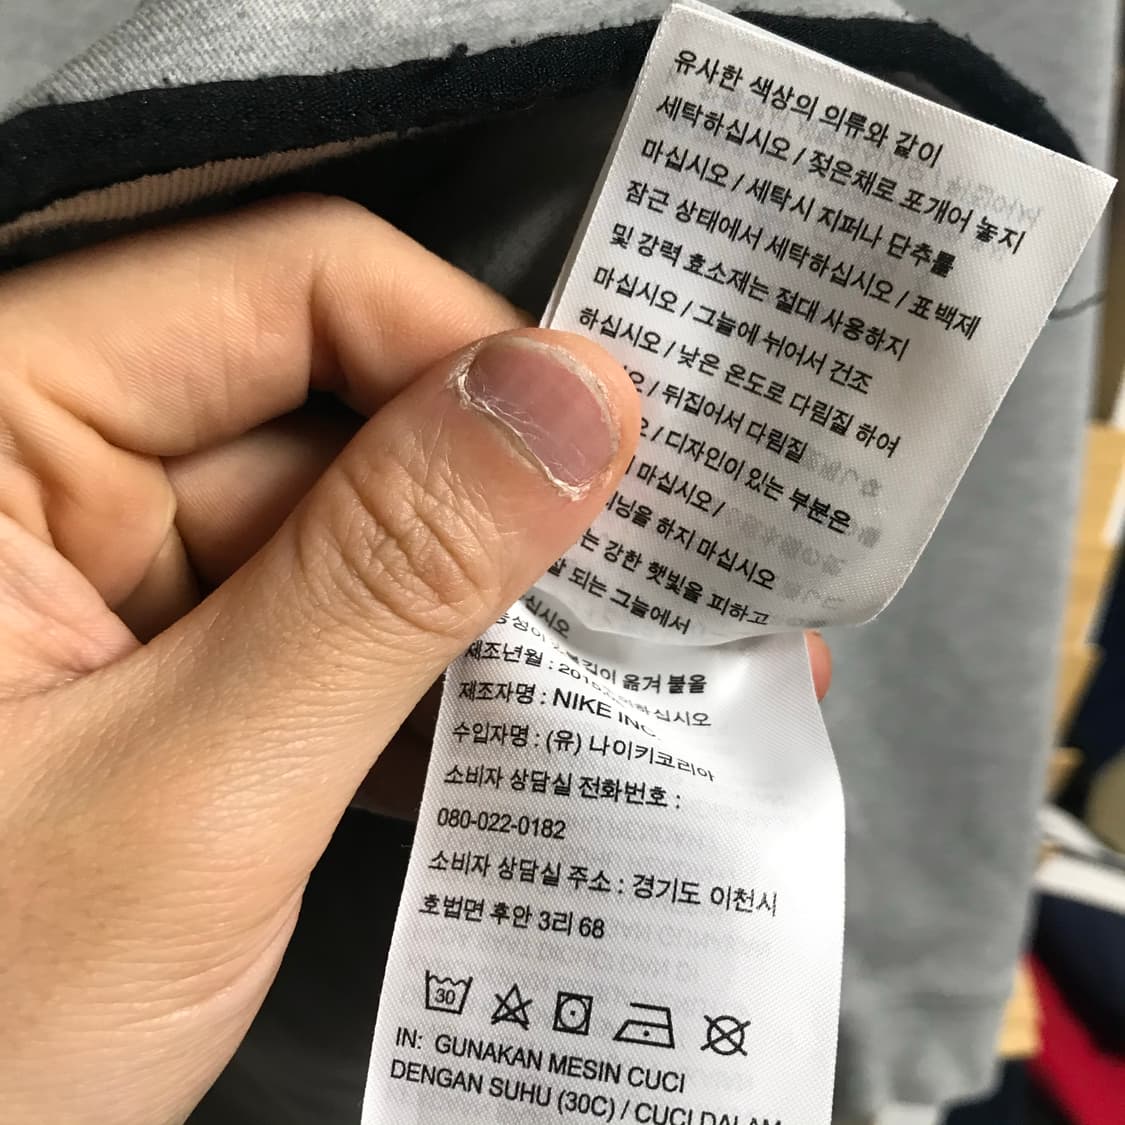 유사한 색상의 의류와 같이
세탁하십시오 / 젖은채로 포개어 놓지
마십시오 / 세탁시 지퍼나 단추를
잠근 상태에서 세탁하십시오 / 표백제
및 강력 효소제는 절대 사용하지
마십시오 / 그늘에 뉘어서 건조
하십시오 / 낮은 온도로 다림질 하여
/ 뒤집어서 다림질
/ 디자인이 있는 부분은
마십시오 /
하지 마십시오
강한 햇빛을 피하고
되는 그늘에서
옮겨 붙을
제조년월 :
제조자명 : NIKE INC.
수입자명 : (유) 나이키코리아
소비자 상담실 전화번호 :
080-022-0182
소비자 상담실 주소 : 경기도 이천시
호법면 후안 3리 68
30
IN: GUNAKAN MESIN CUCI
DENGAN SUHU (30C) / CUCI DALAM